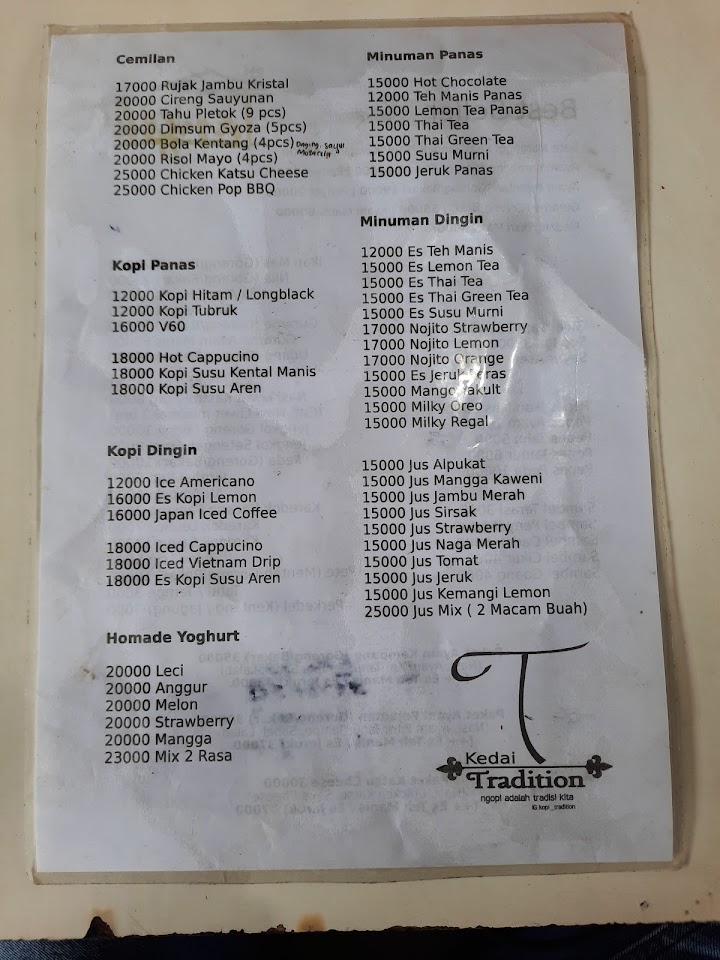 Cemilan
17000 Rujak Jambu Kristal
20000 Cireng Sauyunan
20000 Tahu Pletok (9 pcs)
20000 Dimsum Gyoza (5pcs)
20000 Bola Kentang (4pcs) Daging, Sayur
20000 Risol Mayo (4pcs)
25000 Chicken Katsu Cheese
25000 Chicken Pop BBQ
Kopi Panas
12000 Kopi Hitam / Longblack
12000 Kopi Tubruk
16000 V60
18000 Hot Cappucino
18000 Kopi Susu Kental Manis
18000 Kopi Susu Aren
Kopi Dingin
12000 Ice Americano
16000 Es Kopi Lemon
16000 Japan Iced Coffee
18000 Iced Cappucino
18000 Iced Vietnam Drip
18000 Es Kopi Susu Aren
Homade Yoghurt
20000 Leci
20000 Anggur
20000 Melon
20000 Strawberry
20000 Mangga
23000 Mix 2 Rasa
Minuman Panas
15000 Hot Chocolate
12000 Teh Manis Panas
15000 Lemon Tea Panas
15000 Thai Tea
15000 Thai Green Tea
15000 Susu Murni
15000 Jeruk Panas
Minuman Dingin
12000 Es Teh Manis
15000 Es Lemon Tea
15000 Es Thai Tea
15000 Es Thai Green Tea
15000 Es Susu Murni
17000 Nojito Strawberry
17000 Nojito Lemon
17000 Nojito Orange
15000 Es Jeruk Peras
15000 Mango Yakult
15000 Milky Oreo
15000 Milky Regal
15000 Jus Alpukat
15000 Jus Mangga Kaweni
15000 Jus Jambu Merah
15000 Jus Sirsak
15000 Jus Strawberry
15000 Jus Naga Merah
15000 Jus Tomat
15000 Jus Jeruk
15000 Jus Kemangi Lemon
25000 Jus Mix ( 2 Macam Buah)
T
Kedai
Tradition
ngopi adalah tradisi kita
IG kopi_tradition